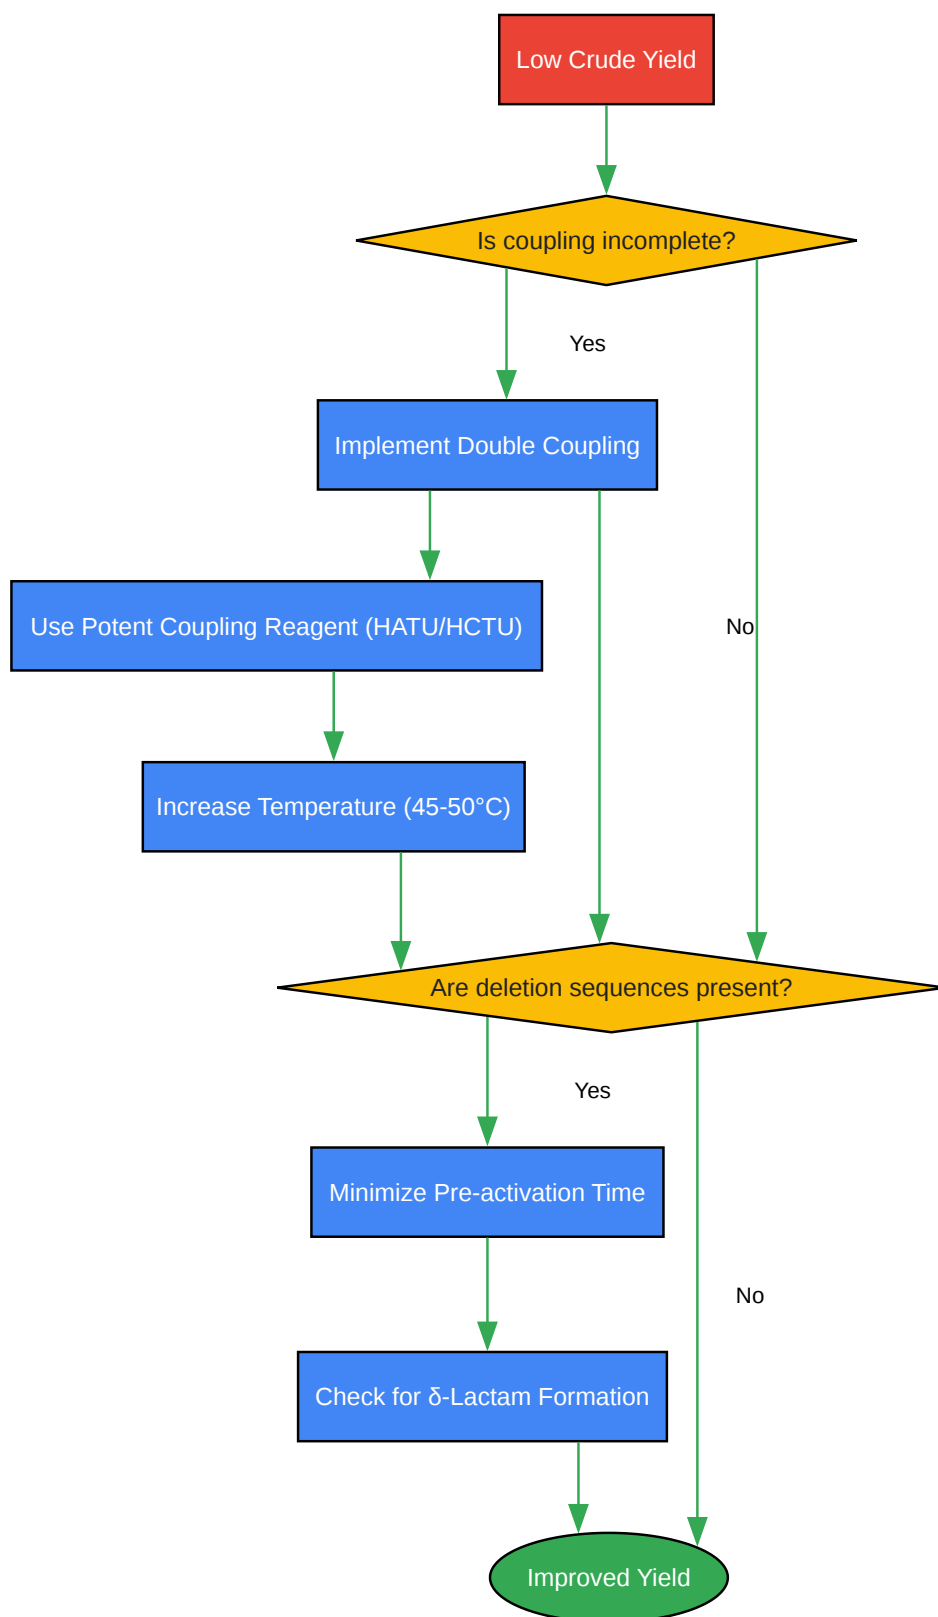 Low Crude Yield
Is coupling incomplete?
Yes
Implement Double Coupling
Use Potent Coupling Reagent (HATU/HCTU)
No
Increase Temperature (45-50°C)
Are deletion sequences present?
Yes
Minimize Pre-activation Time
No
Check for δ-Lactam Formation
Improved Yield